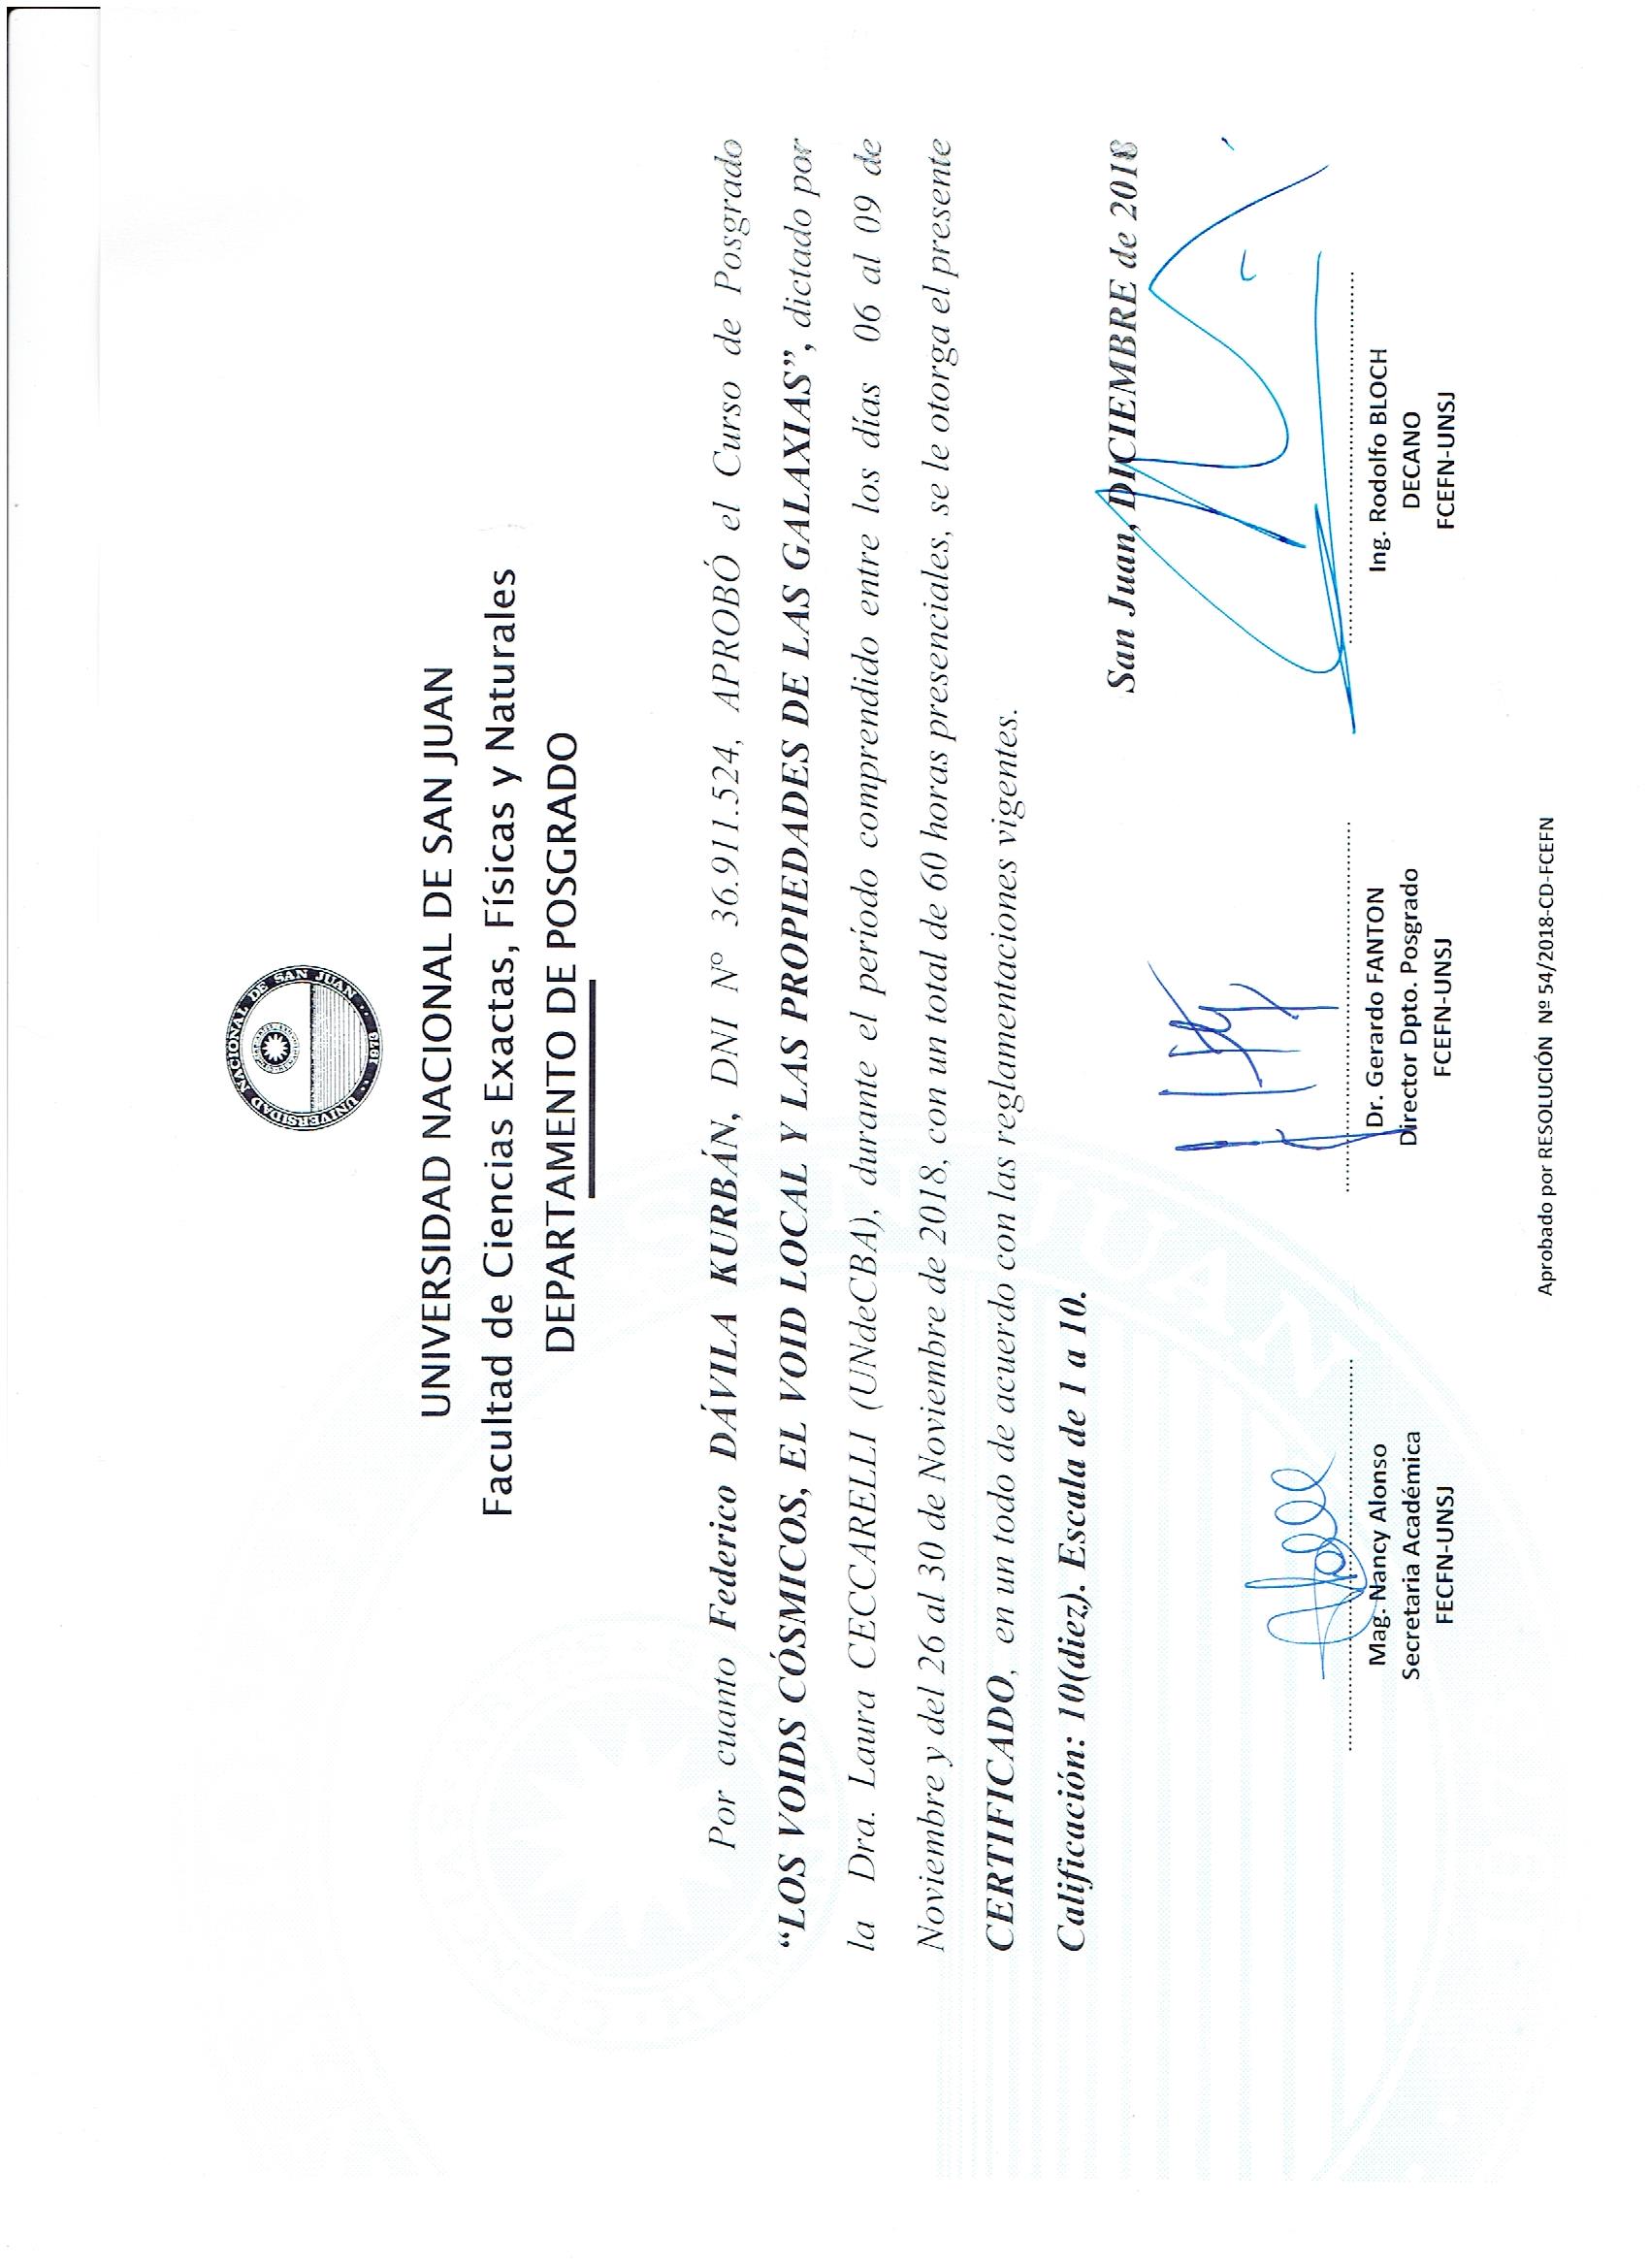 UNIVERSIDAD NACIONAL DE SAN JUAN · 1973
UNIVERSIDAD NACIONAL DE SAN JUAN
Facultad de Ciencias Exactas, Físicas y Naturales
DEPARTAMENTO DE POSGRADO
Por cuanto Federico DÁVILA KURBÁN, DNI Nº 36.911.524, APROBÓ el Curso de Posgrado
“LOS VOIDS CÓSMICOS, EL VOID LOCAL Y LAS PROPIEDADES DE LAS GALAXIAS”, dictado por
la Dra. Laura CECCARELLI (UNdeCBA), durante el período comprendido entre los días 06 al 09 de
Noviembre y del 26 al 30 de Noviembre de 2018, con un total de 60 horas presenciales, se le otorga el presente
CERTIFICADO, en un todo de acuerdo con las reglamentaciones vigentes.
Calificación: 10(diez). Escala de 1 a 10.
San Juan, DICIEMBRE de 2018
Mag. Nancy Alonso
Secretaria Académica
FECFN-UNSJ
Dr. Gerardo FANTON
Director Dpto. Posgrado
FCEFN-UNSJ
Ing. Rodolfo BLOCH
DECANO
FCEFN-UNSJ
Aprobado por RESOLUCIÓN Nº 54/2018-CD-FCEFN